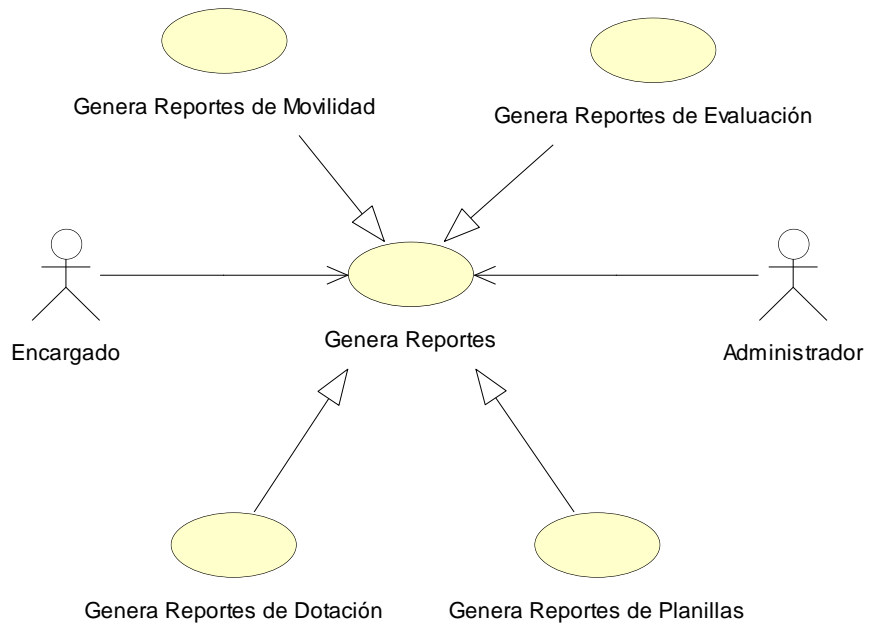 Genera Reportes de Movilidad
Genera Reportes de Evaluación
Encargado
Genera Reportes
Administrador
Genera Reportes de Dotación
Genera Reportes de Planillas